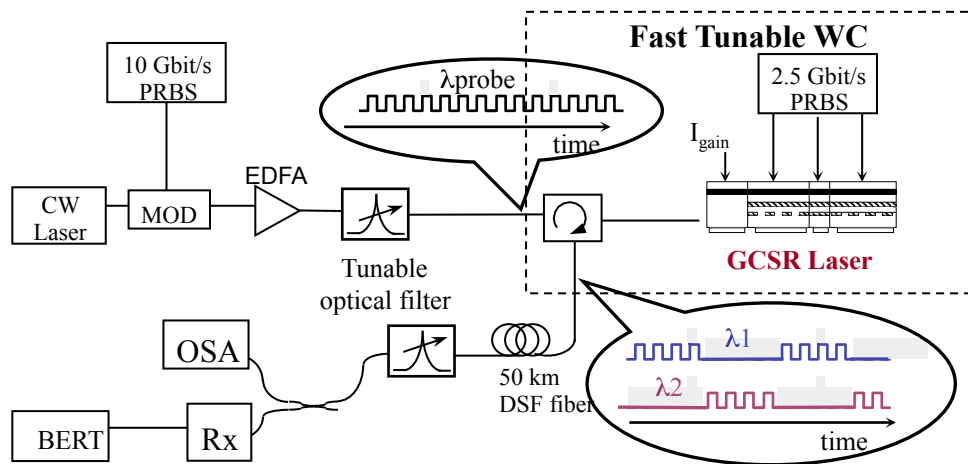 Fast Tunable WC
10 Gbit/s
PRBS
λprobe
time
2.5 Gbit/s
PRBS
Igain
EDFA
CW
Laser
MOD
GCSR Laser
Tunable
optical filter
OSA
50 km
DSF fiber
λ1
λ2
time
BERT
Rx